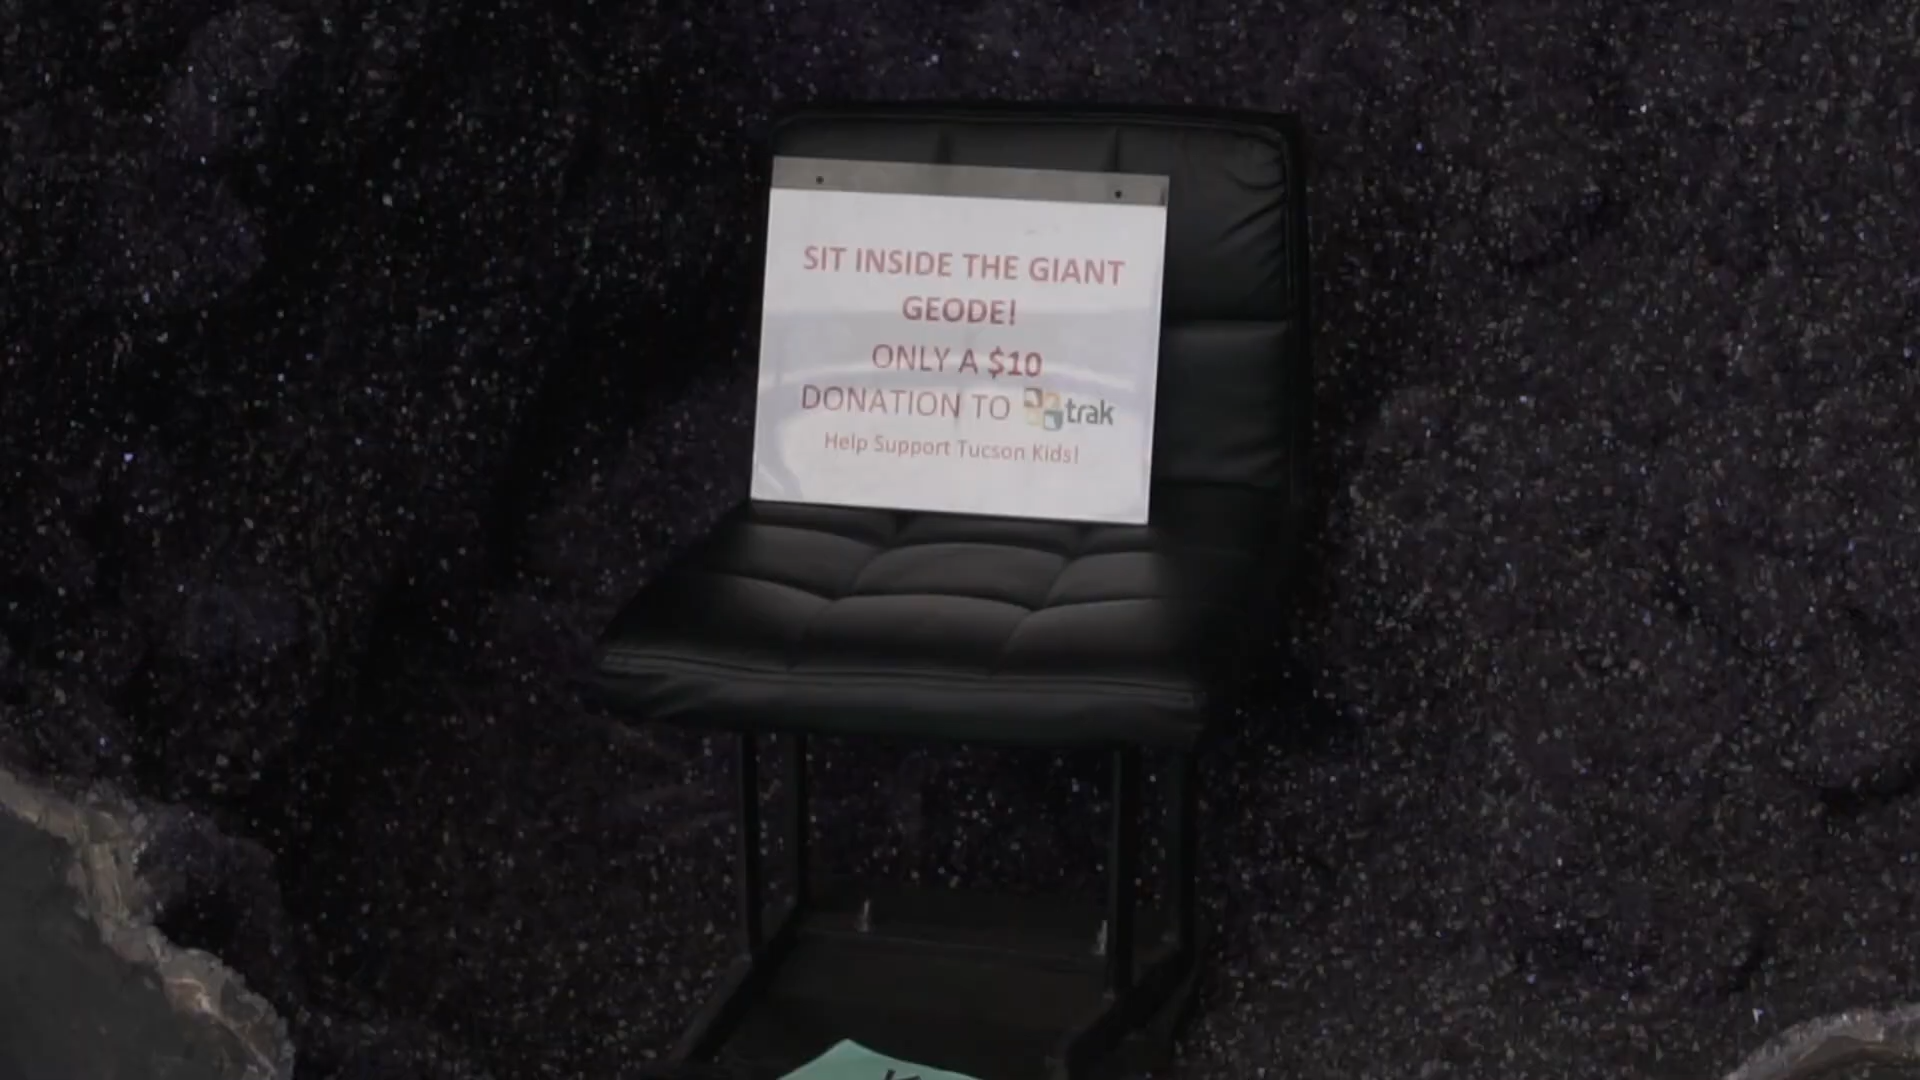 SIT INSIDE THE GIANT
GEODE!
ONLY A $10
DONATION TO trak
Help Support Tucson Kids!